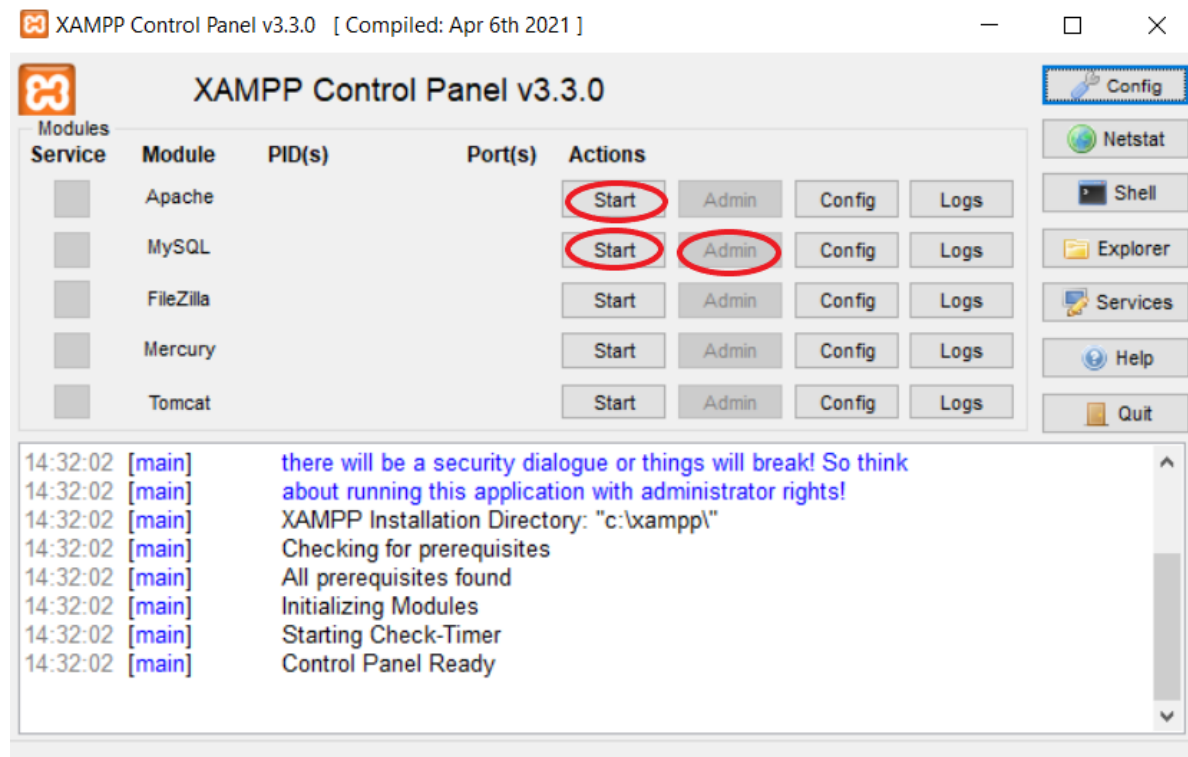 XAMPP Control Panel v3.3.0 [ Compiled: Apr 6th 2021 ]
XAMPP Control Panel v3.3.0
Config
Modules
Service Module PID(s) Port(s) Actions
Netstat
Apache Start Admin Config Logs
Shell
MySQL Start Admin Config Logs
Explorer
FileZilla Start Admin Config Logs
Services
Mercury Start Admin Config Logs
Help
Tomcat Start Admin Config Logs
Quit
14:32:02 [main] there will be a security dialogue or things will break! So think
14:32:02 [main] about running this application with administrator rights!
14:32:02 [main] XAMPP Installation Directory: "c:\xampp\"
14:32:02 [main] Checking for prerequisites
14:32:02 [main] All prerequisites found
14:32:02 [main] Initializing Modules
14:32:02 [main] Starting Check-Timer
14:32:02 [main] Control Panel Ready